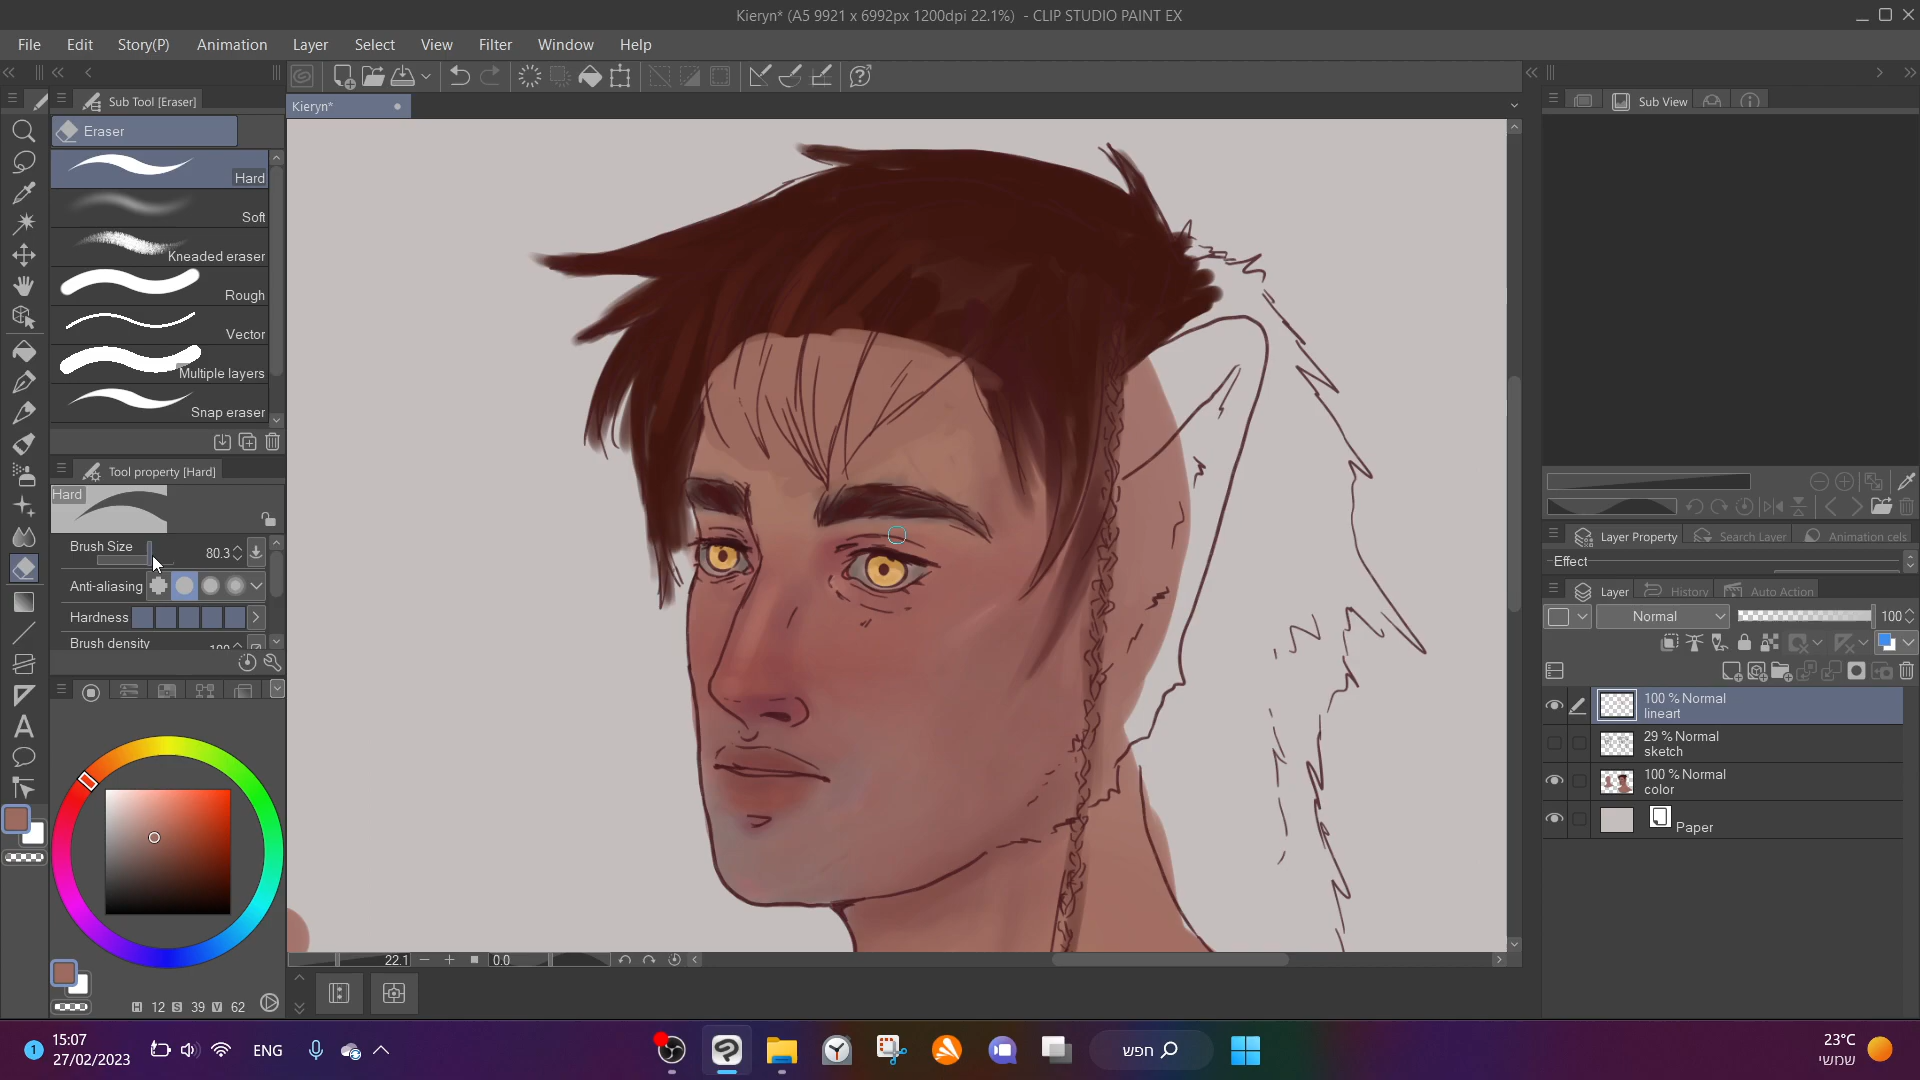 Kieryn* (A5 9921 x 6992px 1200dpi 22.1%) - CLIP STUDIO PAINT EX
File Edit Story(P) Animation Layer Select View Filter Window Help
Sub Tool [Eraser]
Kieryn*
Sub View
Eraser
Hard
Soft
Kneaded eraser
Rough
Vector
Multiple layers
Snap eraser
Tool property [Hard]
Hard
Brush Size 80.3
Anti-aliasing
Hardness
Brush density
Layer Property Search Layer Animation cels
Effect
Layer History Auto Action
Normal 100
100 % Normal
lineart
29 % Normal
sketch
100 % Normal
color
Paper
22.1 0.0
H 12 S 39 V 62
1 15:07
27/02/2023
ENG
חפש
23°C
שמשי